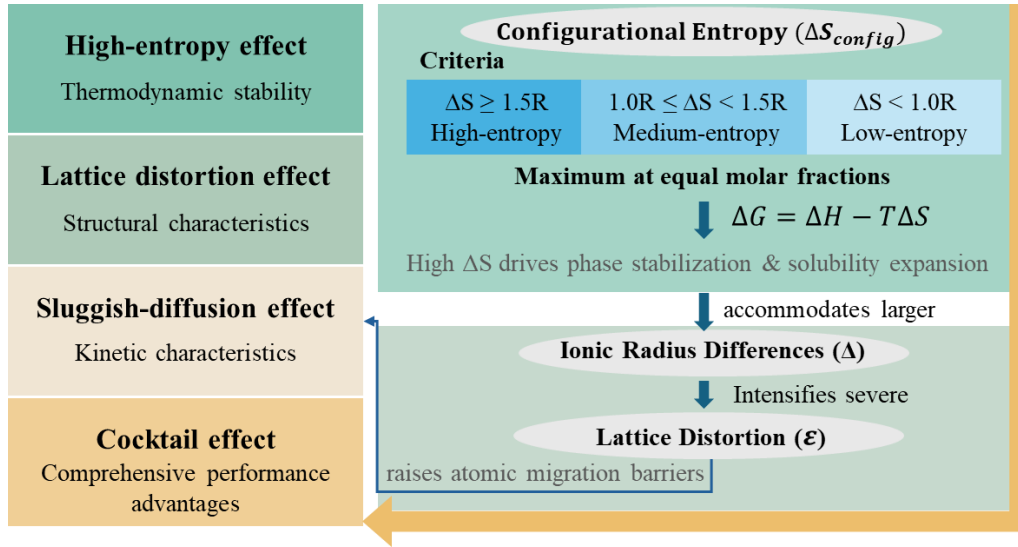 High-entropy effect
Thermodynamic stability
Lattice distortion effect
Structural characteristics
Sluggish-diffusion effect
Kinetic characteristics
Cocktail effect
Comprehensive performance
advantages
Configurational Entropy (Δ𝑺𝒄𝒐𝒏𝒇𝒊𝒈)
Criteria
ΔS ≥ 1.5R
High-entropy
1.0R ≤ ΔS < 1.5R
Medium-entropy
ΔS < 1.0R
Low-entropy
Maximum at equal molar fractions
Δ𝐺 = Δ𝐻 − 𝑇Δ𝑆
High ΔS drives phase stabilization & solubility expansion
accommodates larger
Ionic Radius Differences (Δ)
Intensifies severe
Lattice Distortion (ε)
raises atomic migration barriers